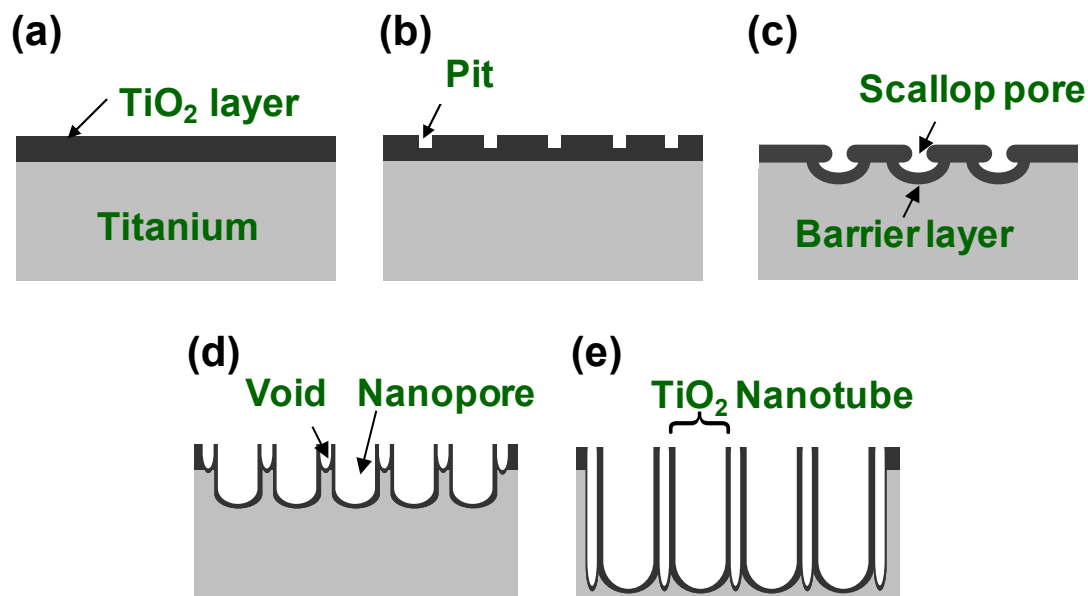 (a)
TiO₂ layer
Titanium
(b)
Pit
(c)
Scallop pore
Barrier layer
(d)
Void
Nanopore
(e)
TiO₂ Nanotube